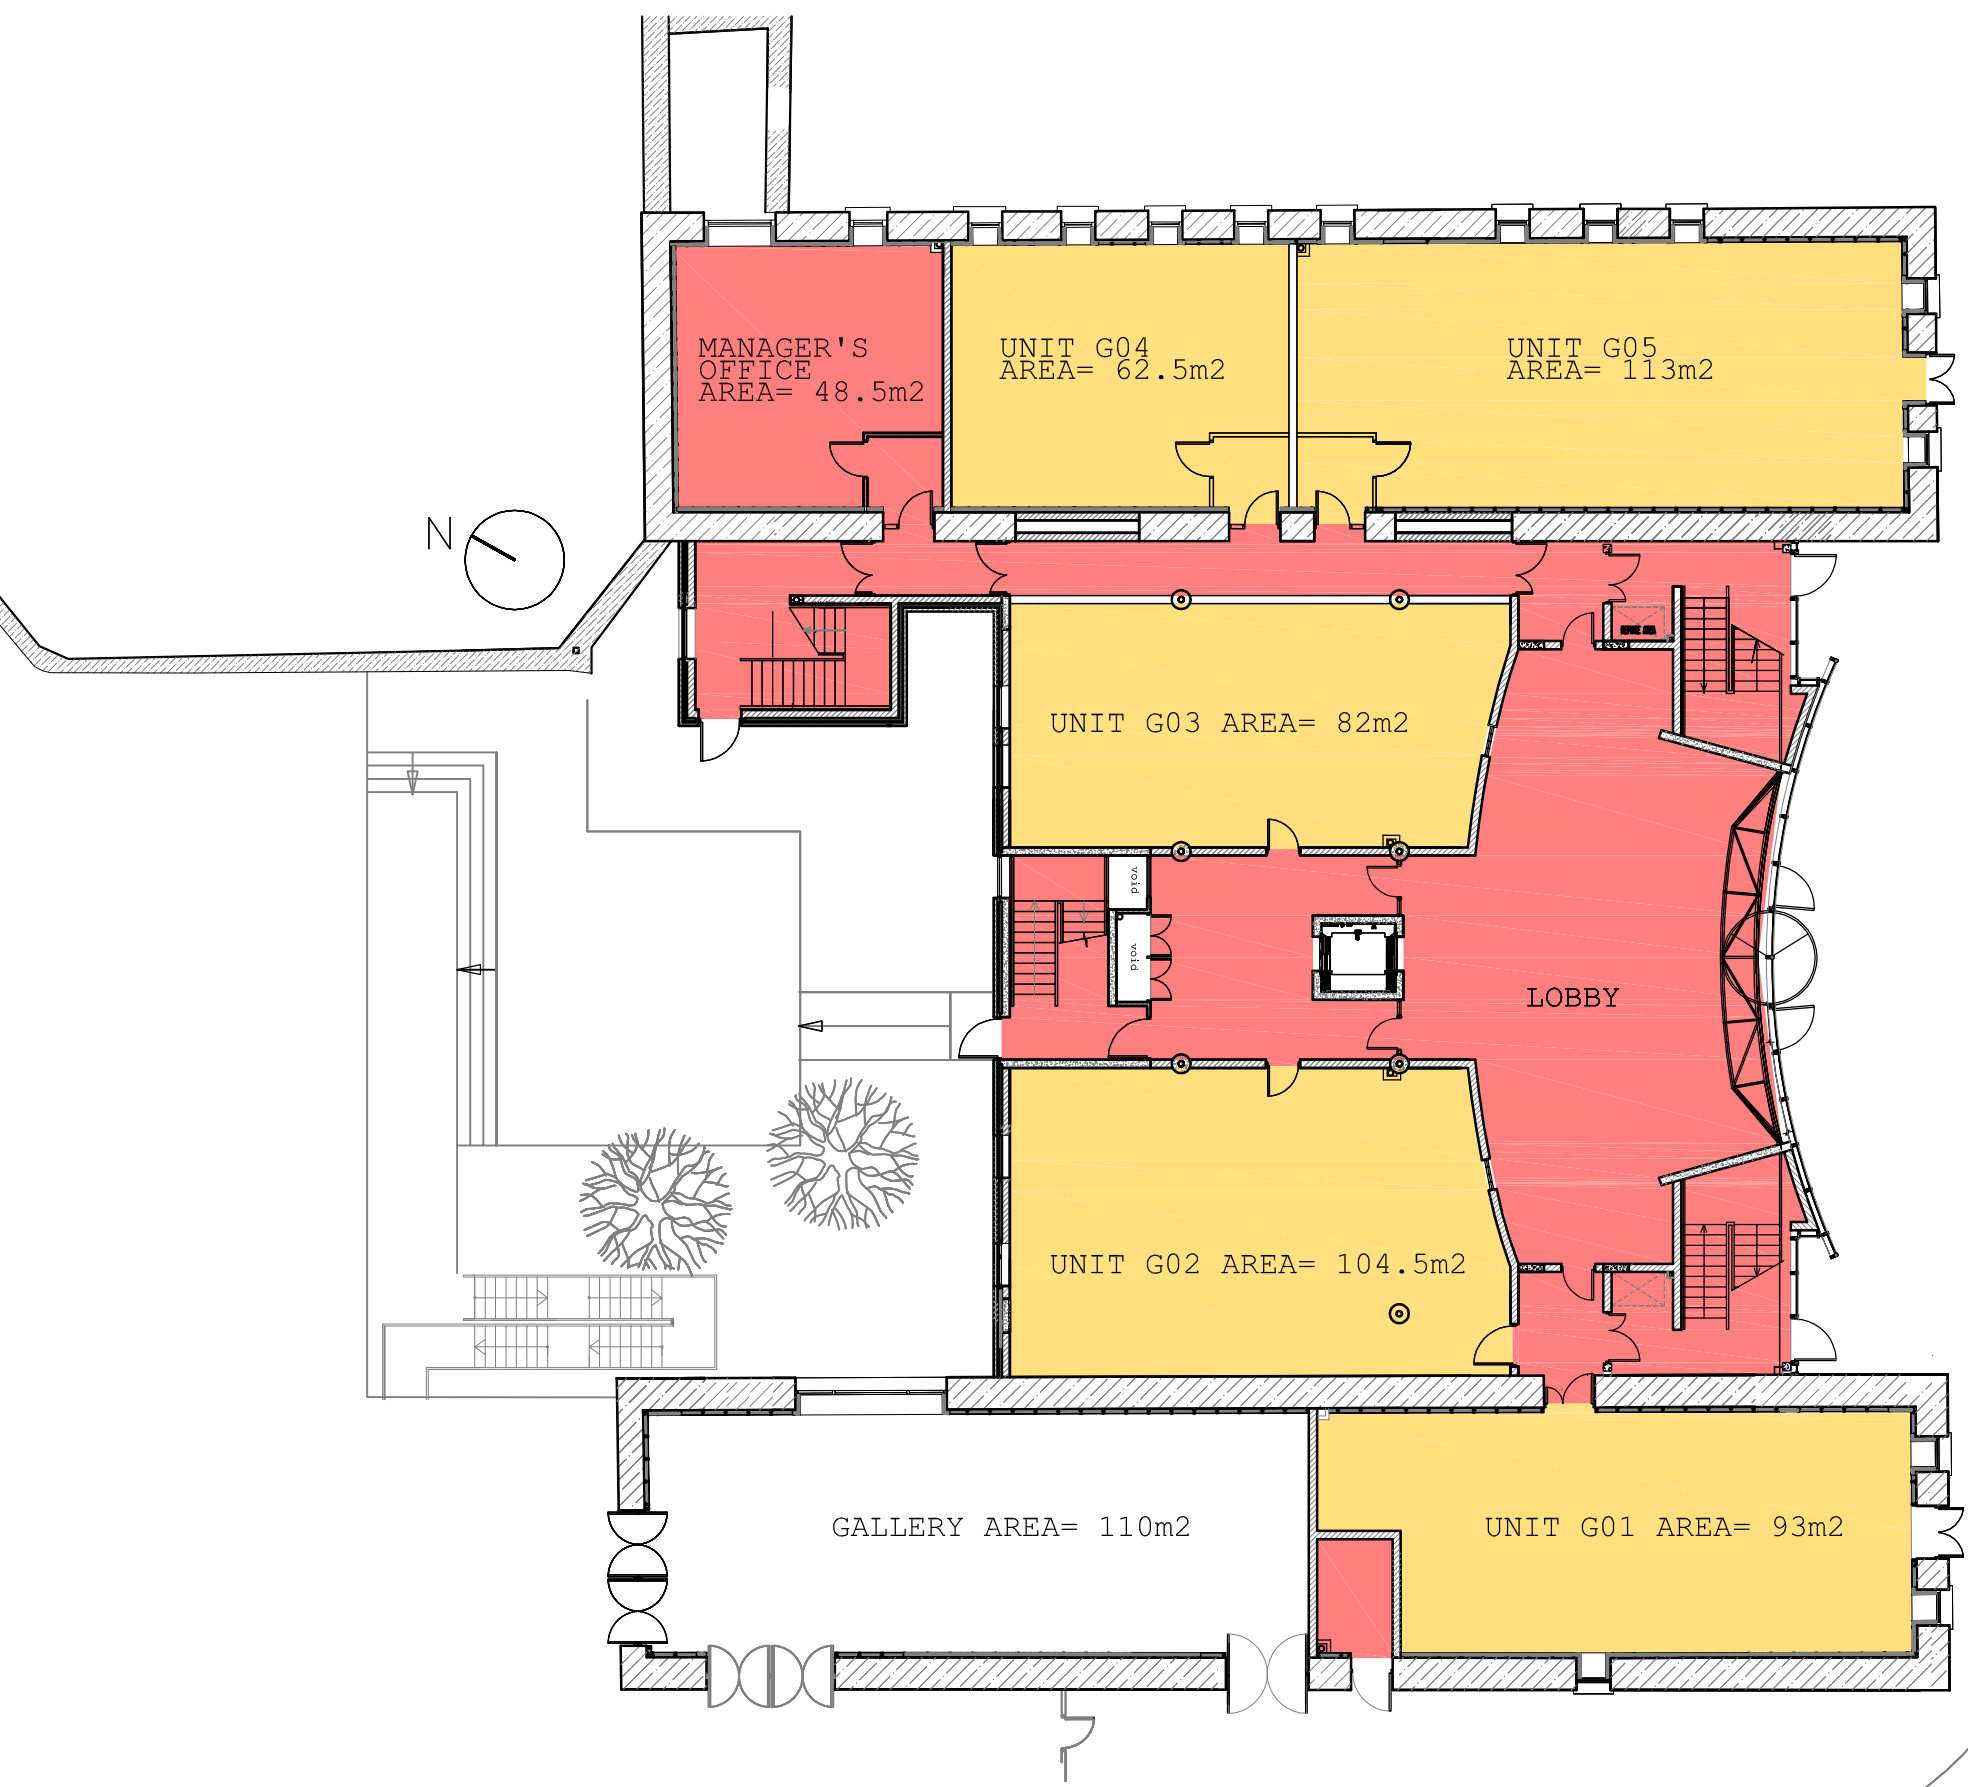 MANAGER'S
OFFICE
AREA= 48.5m2
UNIT G04
AREA= 62.5m2
UNIT G05
AREA= 113m2
N
UNIT G03 AREA= 82m2
void
void
LOBBY
UNIT G02 AREA= 104.5m2
GALLERY AREA= 110m2
UNIT G01 AREA= 93m2